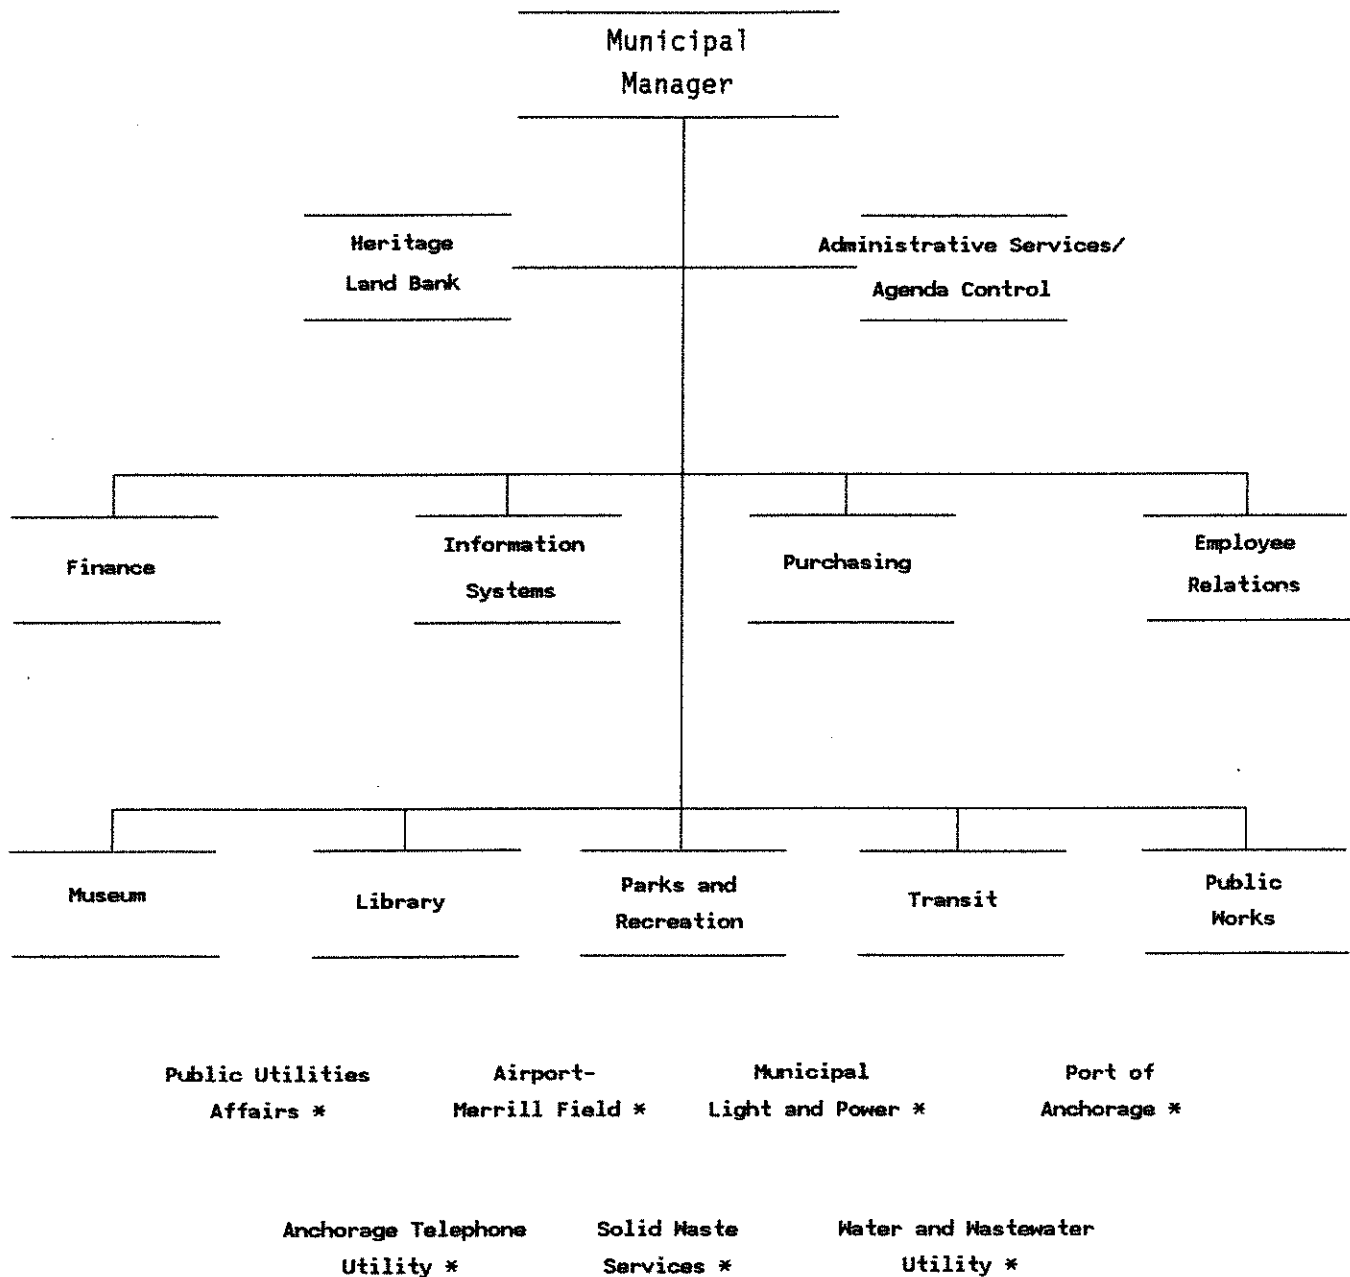 Municipal
Manager
Heritage
Land Bank
Administrative Services/
Agenda Control
Finance
Information
Systems
Purchasing
Employee
Relations
Museum
Library
Parks and
Recreation
Transit
Public
Works
Public Utilities
Affairs *
Airport-
Merrill Field *
Municipal
Light and Power *
Port of
Anchorage *
Anchorage Telephone
Utility *
Solid Waste
Services *
Water and Wastewater
Utility *